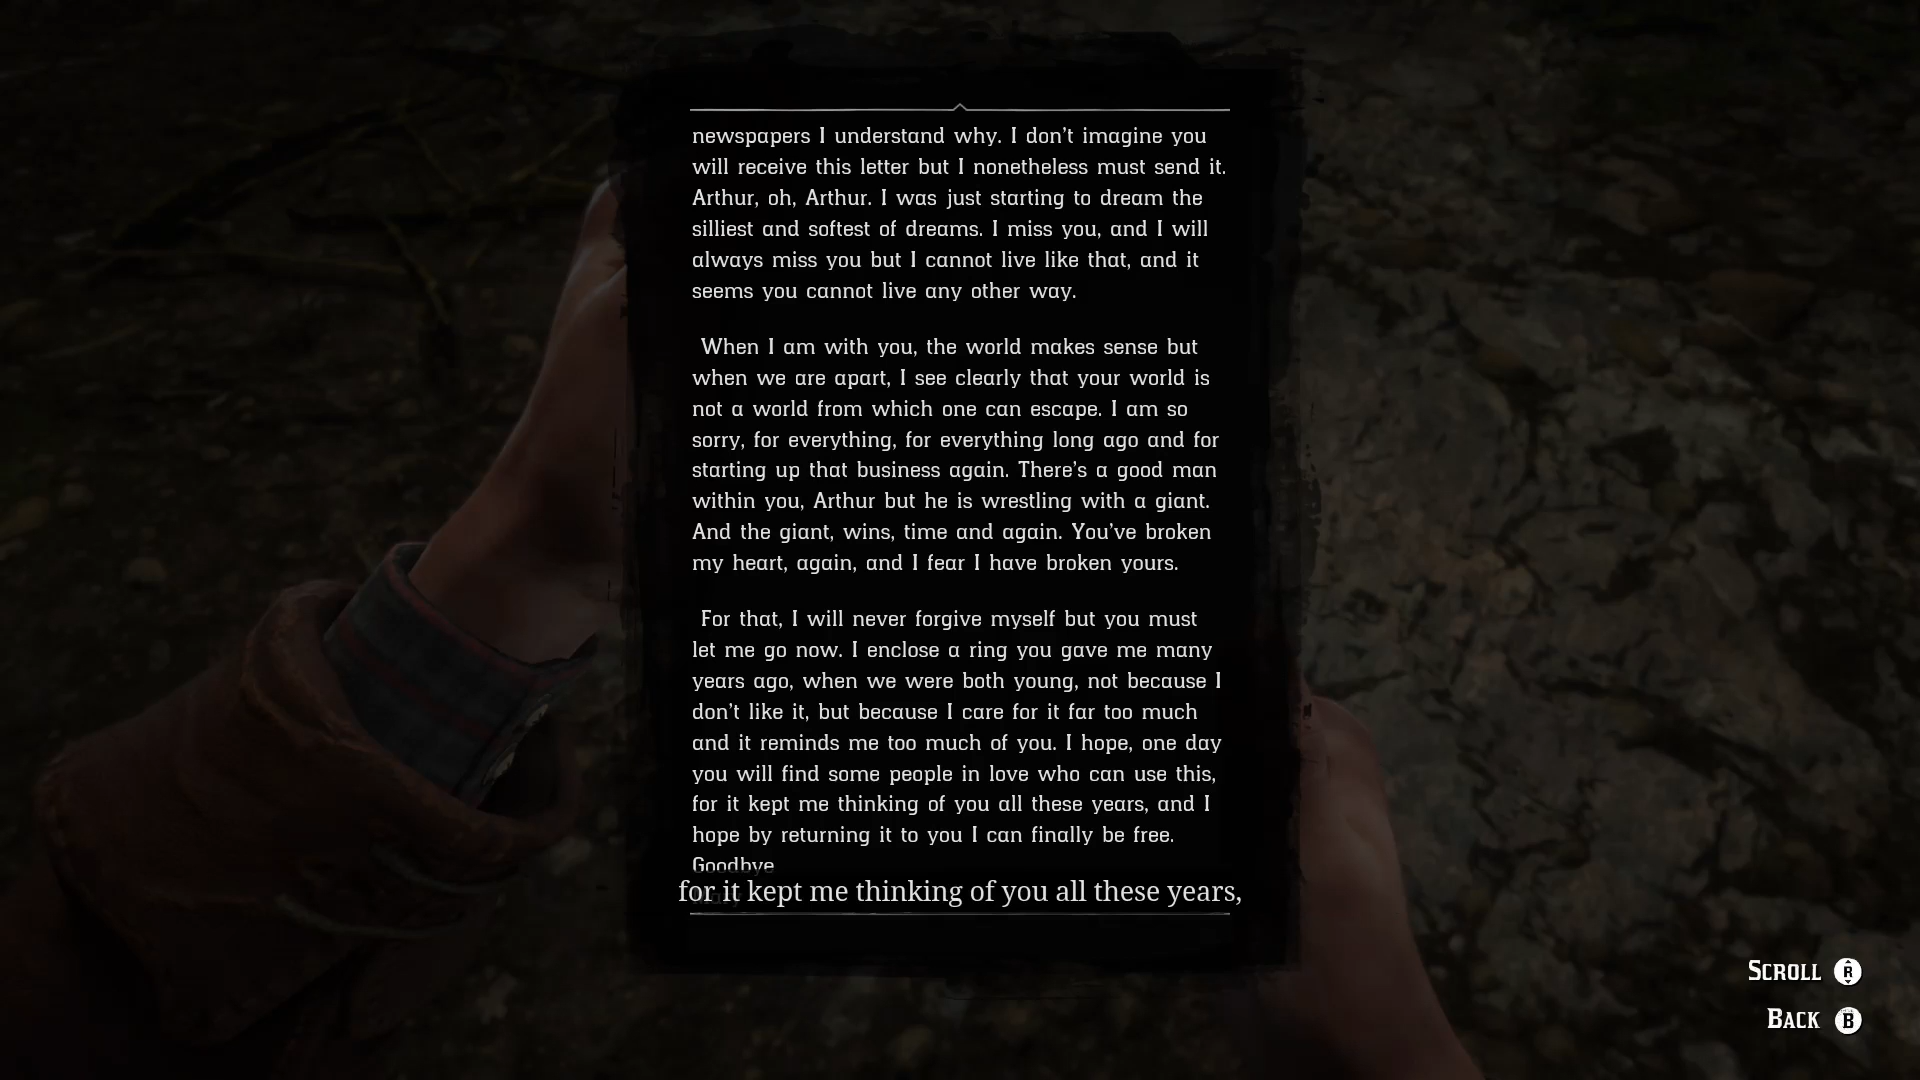 newspapers I understand why. I don't imagine you
will receive this letter but I nonetheless must send it.
Arthur, oh, Arthur. I was just starting to dream the
silliest and softest of dreams. I miss you, and I will
always miss you but I cannot live like that, and it
seems you cannot live any other way.
When I am with you, the world makes sense but
when we are apart, I see clearly that your world is
not a world from which one can escape. I am so
sorry, for everything, for everything long ago and for
starting up that business again. There's a good man
within you, Arthur but he is wrestling with a giant.
And the giant, wins, time and again. You've broken
my heart, again, and I fear I have broken yours.
For that, I will never forgive myself but you must
let me go now. I enclose a ring you gave me many
years ago, when we were both young, not because I
don't like it, but because I care for it far too much
and it reminds me too much of you. I hope, one day
you will find some people in love who can use this,
for it kept me thinking of you all these years, and I
hope by returning it to you I can finally be free.
Goodbye
for it kept me thinking of you all these years,
SCROLL R
BACK B